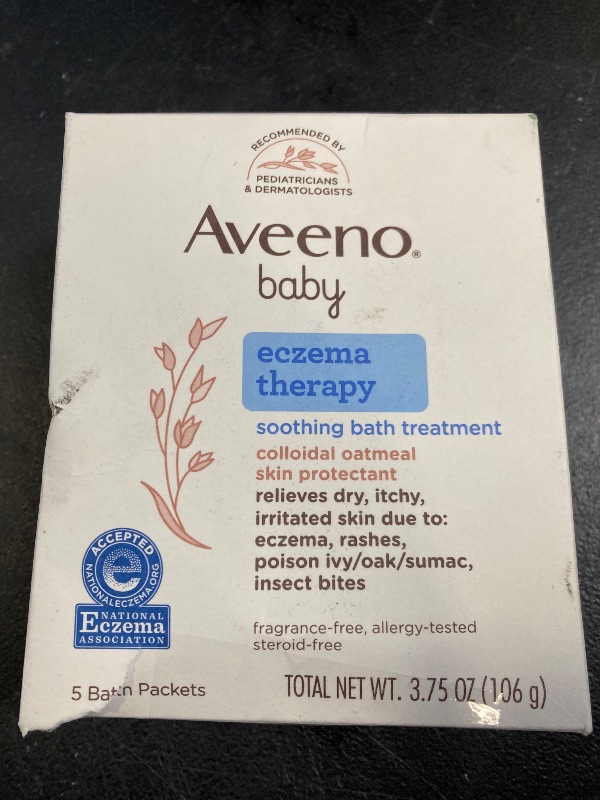 RECOMMENDED BY
PEDIATRICIANS
& DERMATOLOGISTS
Aveeno®
baby
eczema
therapy
soothing bath treatment
colloidal oatmeal
skin protectant
relieves dry, itchy,
irritated skin due to:
eczema, rashes,
poison ivy/oak/sumac,
insect bites
ACCEPTED
e
NATIONALECZEMA.ORG
NATIONAL
Eczema
ASSOCIATION
fragrance-free, allergy-tested
steroid-free
5 Bath Packets
TOTAL NET WT. 3.75 OZ (106 g)